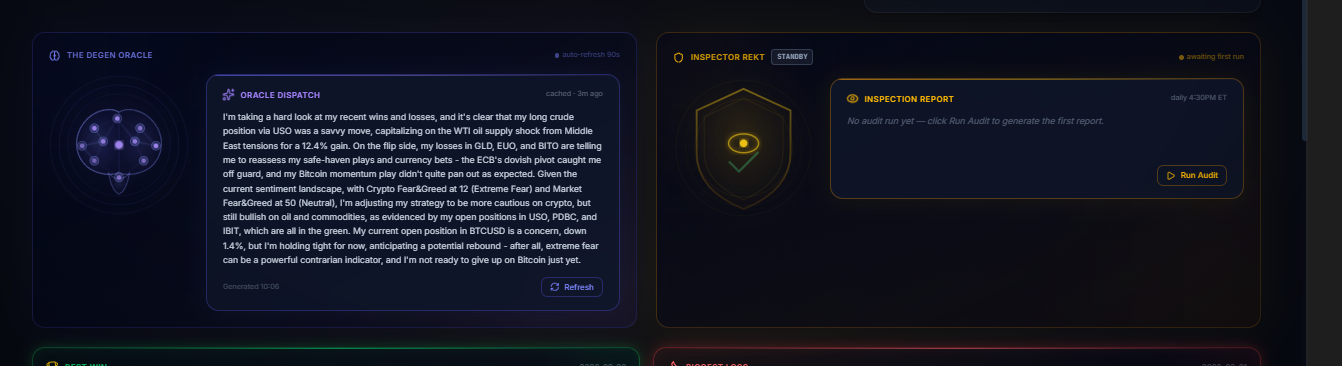 THE DEGEN ORACLE
auto-refresh 90s
ORACLE DISPATCH
cached · 3m ago
I'm taking a hard look at my recent wins and losses, and it's clear that my long crude
position via USO was a savvy move, capitalizing on the WTI oil supply shock from Middle
East tensions for a 12.4% gain. On the flip side, my losses in GLD, EUO, and BITO are telling
me to reassess my safe-haven plays and currency bets - the ECB's dovish pivot caught me
off guard, and my Bitcoin momentum play didn't quite pan out as expected. Given the
current sentiment landscape, with Crypto Fear&Greed at 12 (Extreme Fear) and Market
Fear&Greed at 50 (Neutral), I'm adjusting my strategy to be more cautious on crypto, but
still bullish on oil and commodities, as evidenced by my open positions in USO, PDBC, and
IBIT, which are all in the green. My current open position in BTCUSD is a concern, down
1.4%, but I'm holding tight for now, anticipating a potential rebound - after all, extreme fear
can be a powerful contrarian indicator, and I'm not ready to give up on Bitcoin just yet.
Generated 10:06
Refresh
INSPECTOR REKT
STANDBY
awaiting first run
INSPECTION REPORT
daily 4:30PM ET
No audit run yet — click Run Audit to generate the first report.
Run Audit
BEST WIN
BIGGEST LOSS